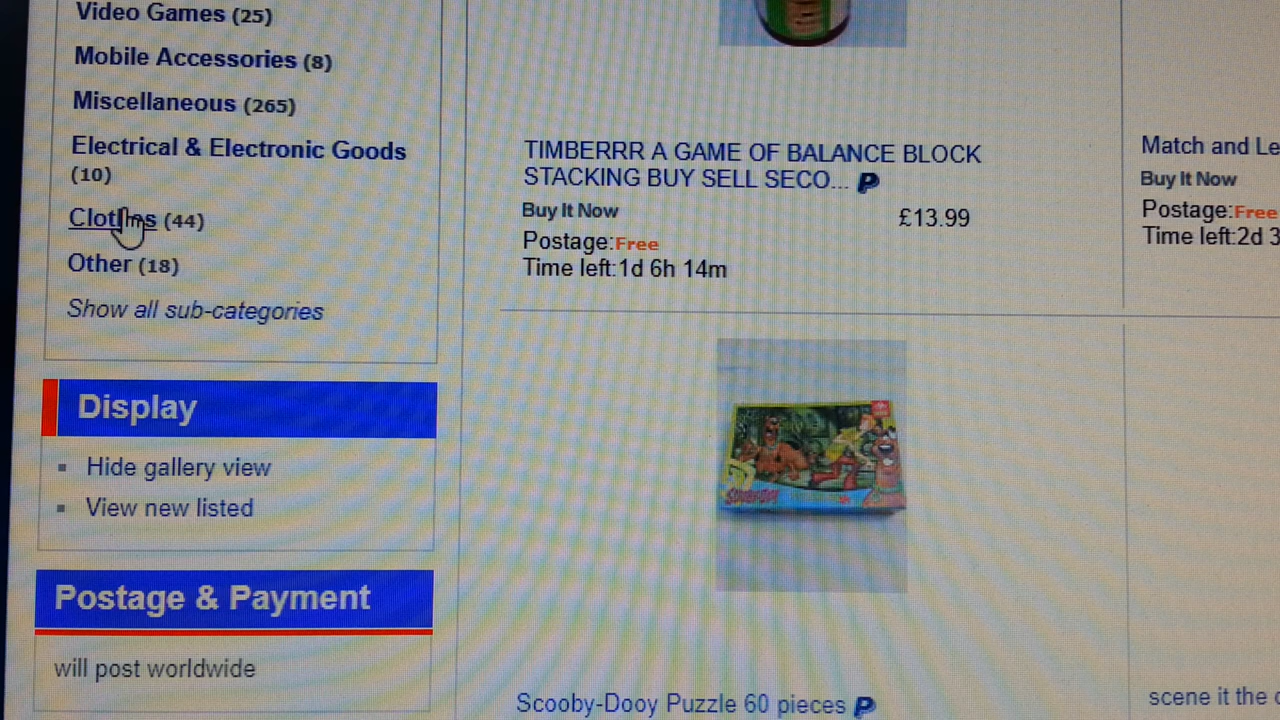 Video Games (25)
Mobile Accessories (8)
Miscellaneous (265)
Electrical & Electronic Goods
(10)
(44)
Other (18)
Show all sub-categories
Display
Hide gallery view
View new listed
Postage & Payment
will post worldwide
TIMBERRR A GAME OF BALANCE BLOCK
STACKING BUY SELL SECO...
Buy It Now
£13.99
Postage:Free
Time left:1d 6h 14m
Scooby-Dooy Puzzle 60 pieces
Match and Le
Buy It Now
Postage:Free
Time left:2d 3
scene it the